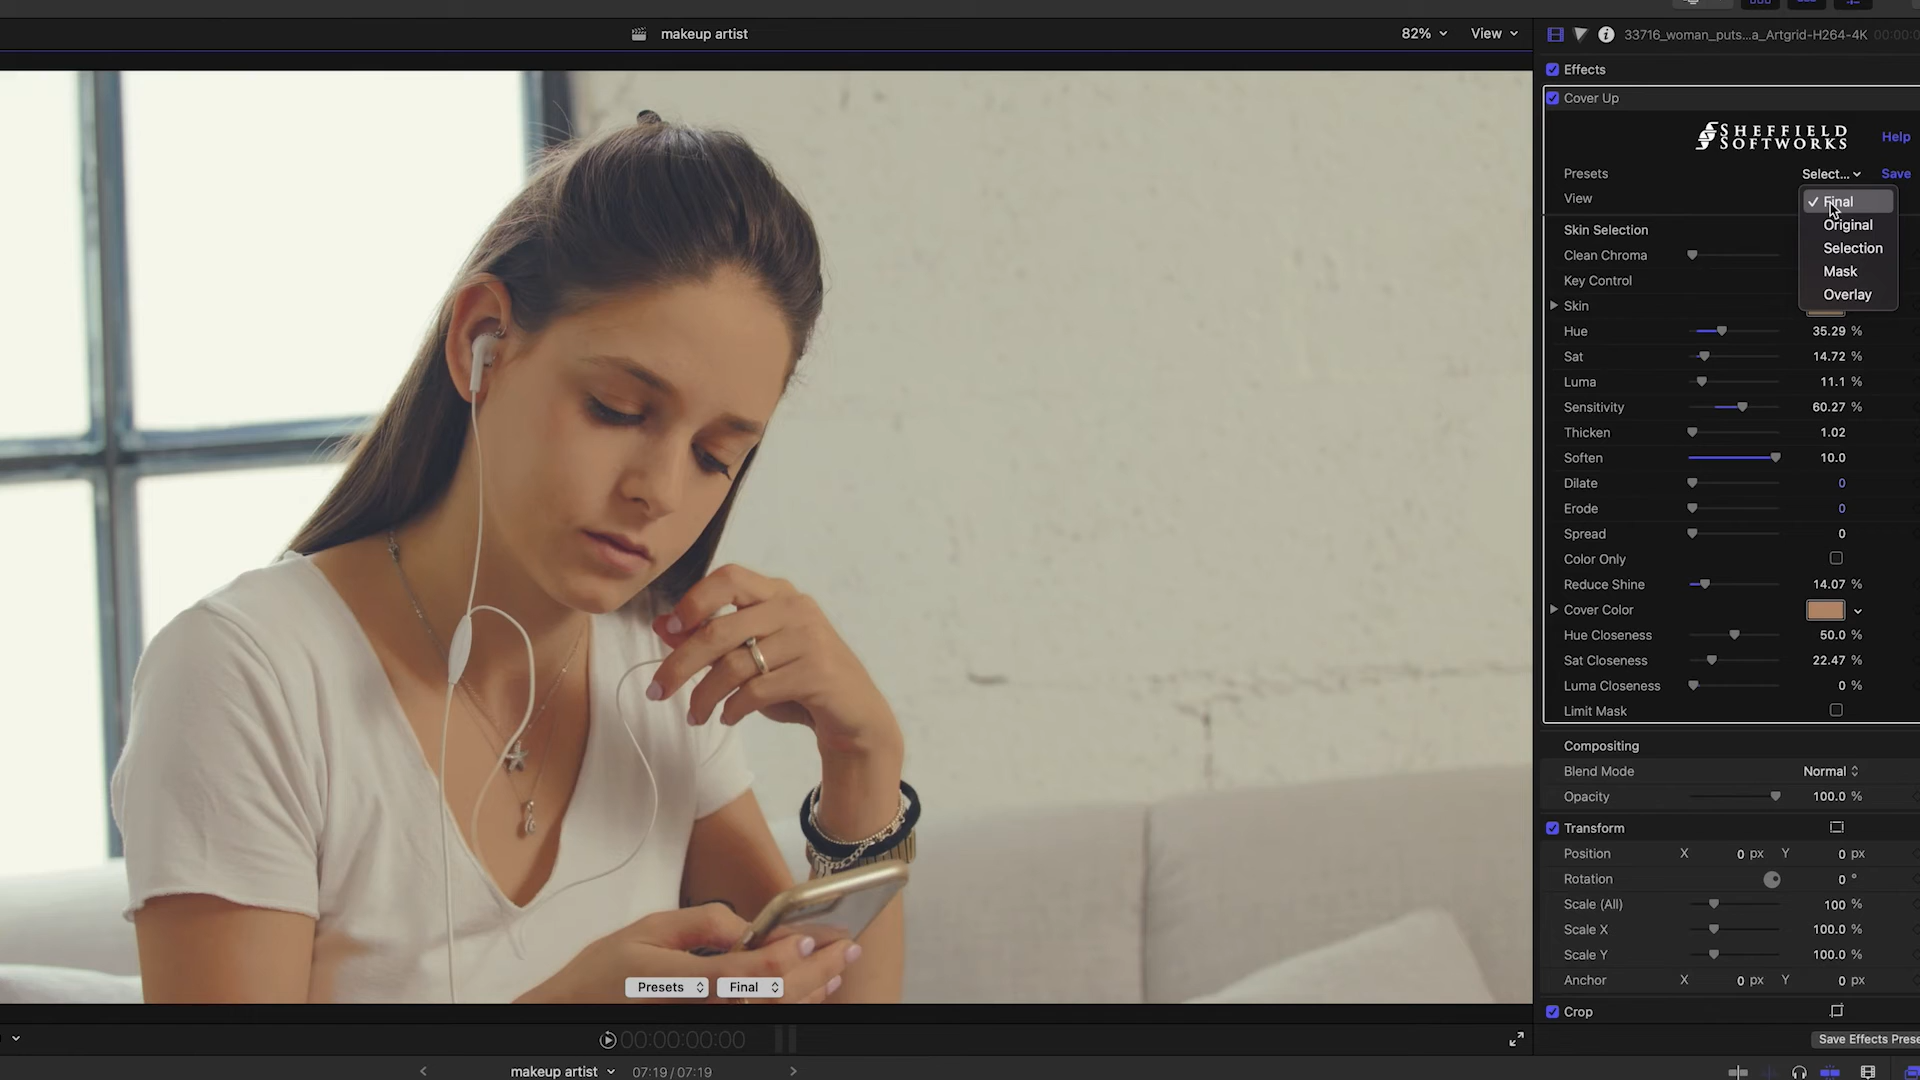 makeup artist
82%
View
33716_woman_puts...a_Artgrid-H264-4K
00:00:0
Effects
Cover Up
SHEFFIELD
SOFTWORKS
Help
Presets
Select...
Save
View
Final
Original
Selection
Mask
Overlay
Skin Selection
Clean Chroma
Key Control
Skin
Hue 35.29 %
Sat 14.72 %
Luma 11.1 %
Sensitivity 60.27 %
Thicken 1.02
Soften 10.0
Dilate 0
Erode 0
Spread 0
Color Only
Reduce Shine 14.07 %
Cover Color
Hue Closeness 50.0 %
Sat Closeness 22.47 %
Luma Closeness 0 %
Limit Mask
Compositing
Blend Mode Normal
Opacity 100.0 %
Transform
Position X 0 px Y 0 px
Rotation 0 °
Scale (All) 100 %
Scale X 100.0 %
Scale Y 100.0 %
Anchor X 0 px Y 0 px
Crop
Save Effects Prese
Presets
Final
00:00:00:00
makeup artist
07:19 / 07:19